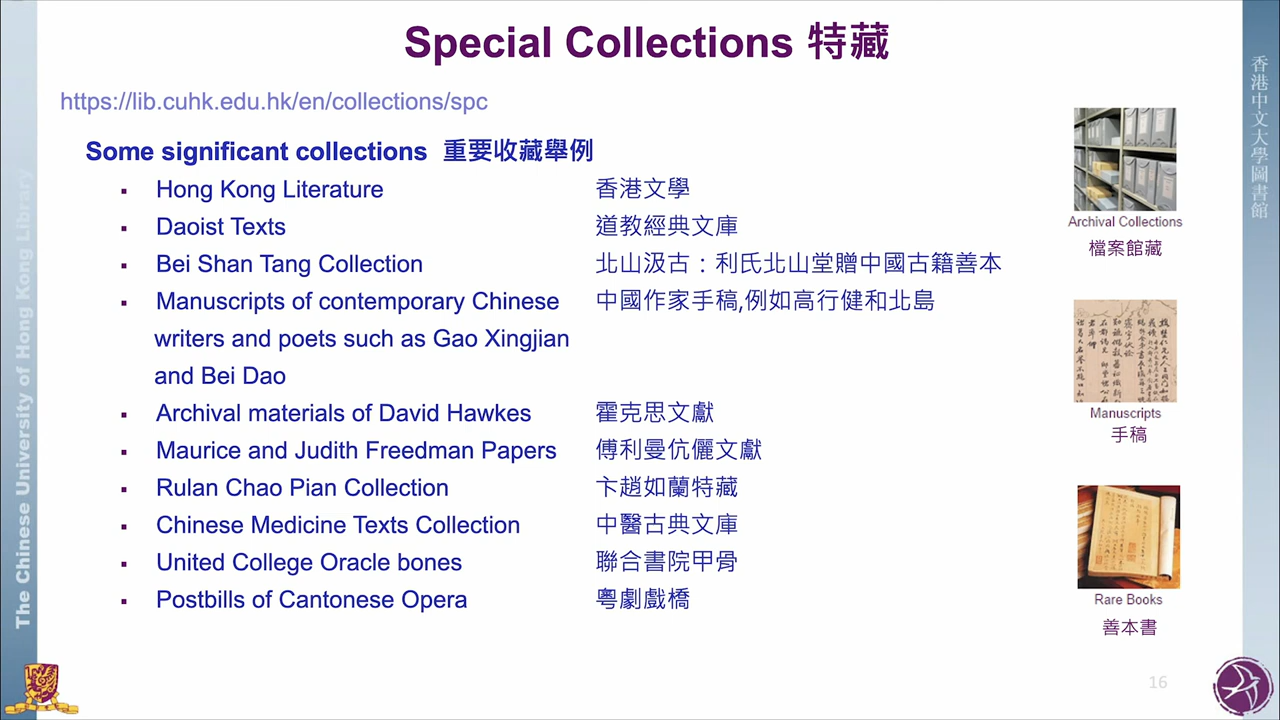 Special Collections 特藏
https://lib.cuhk.edu.hk/en/collections/spc
Some significant collections 重要收藏舉例
▪ Hong Kong Literature 香港文學
▪ Daoist Texts 道教經典文庫
▪ Bei Shan Tang Collection 北山汲古：利氏北山堂贈中國古籍善本
▪ Manuscripts of contemporary Chinese 中國作家手稿,例如高行健和北島
writers and poets such as Gao Xingjian
and Bei Dao
▪ Archival materials of David Hawkes 霍克思文獻
▪ Maurice and Judith Freedman Papers 傅利曼伉儷文獻
▪ Rulan Chao Pian Collection 卞趙如蘭特藏
▪ Chinese Medicine Texts Collection 中醫古典文庫
▪ United College Oracle bones 聯合書院甲骨
▪ Postbills of Cantonese Opera 粵劇戲橋
Archival Collections
檔案館藏
Manuscripts
手稿
Rare Books
善本書
The Chinese University of Hong Kong Library
香港中文大學圖書館
16